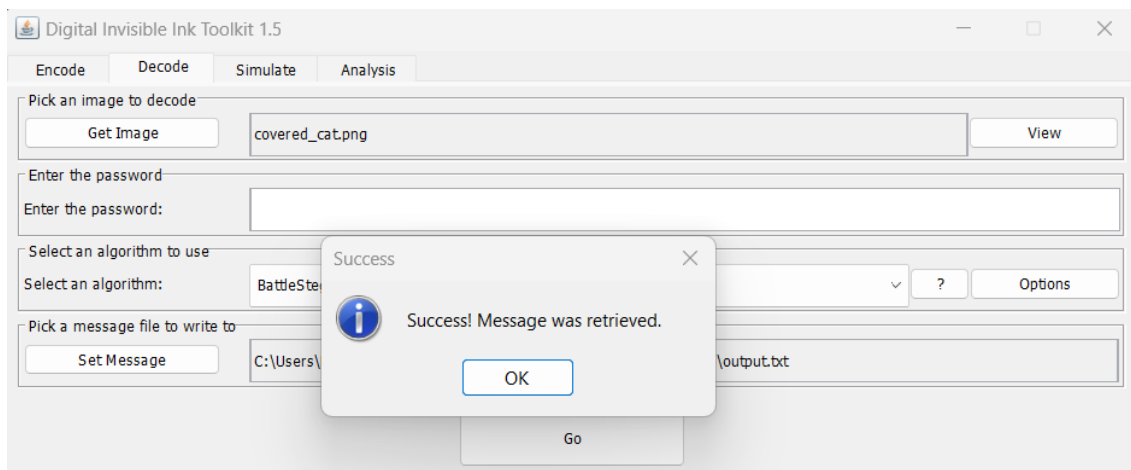 Digital Invisible Ink Toolkit 1.5
Encode Decode Simulate Analysis
Pick an image to decode
Get Image covered_cat.png View
Enter the password
Enter the password:
Select an algorithm to use
Select an algorithm: ? Options
Pick a message file to write to
Set Message C:\Users\ \output.txt
Success
Success! Message was retrieved.
OK
Go